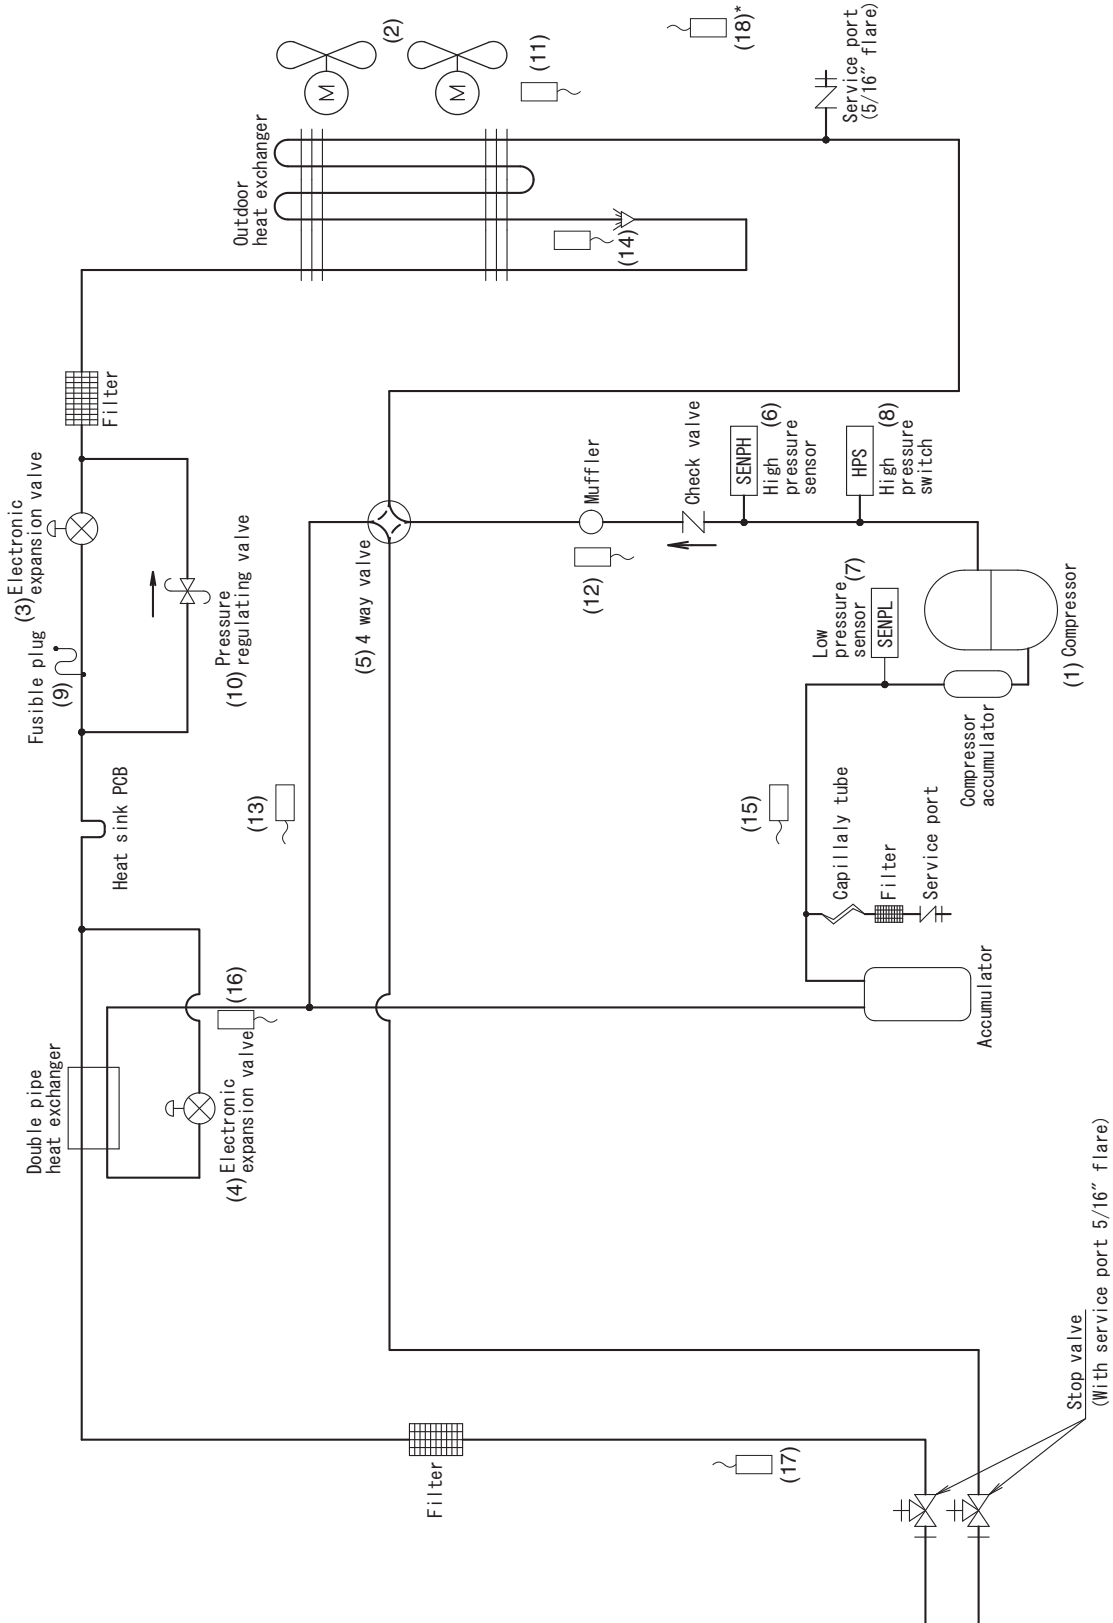 Outdoor
heat exchanger
M
M
(2)
(11)
(18)*
Service port
(5/16″ flare)
(14)
Filter
(3) Electronic
expansion valve
Fusible plug
(9)
Pressure
(10) regulating valve
Heat sink PCB
(13)
(5) 4 way valve
Muffler
(12)
Check valve
SENPH
(6)
High
pressure
sensor
HPS
(8)
High
pressure
switch
Low
pressure
sensor (7)
SENPL
(1) Compressor
Compressor
accumulator
(15)
Capillaly tube
Filter
Service port
Accumulator
Double pipe
heat exchanger
(16)
(4) Electronic
expansion valve
Filter
(17)
Stop valve
(With service port 5/16″ flare)